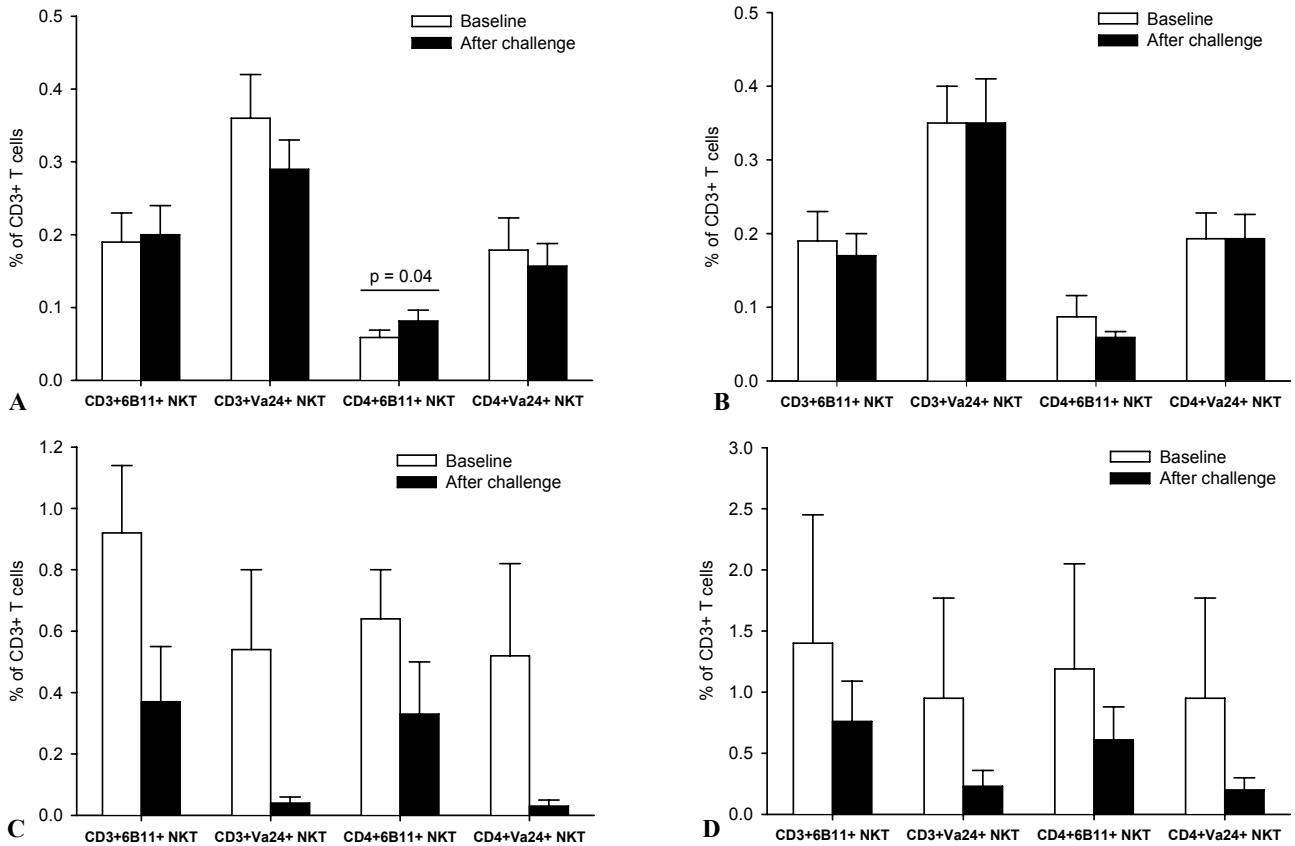 0.5
0.4
0.3
0.2
0.1
0.0
% of CD3+ T cells
Baseline
After challenge
p = 0.04
CD3+6B11+ NKT CD3+Va24+ NKT CD4+6B11+ NKT CD4+Va24+ NKT
A
0.5
0.4
0.3
0.2
0.1
0.0
% of CD3+ T cells
Baseline
After challenge
CD3+6B11+ NKT CD3+Va24+ NKT CD4+6B11+ NKT CD4+Va24+ NKT
B
1.2
1.0
0.8
0.6
0.4
0.2
0.0
% of CD3+ T cells
Baseline
After challenge
CD3+6B11+ NKT CD3+Va24+ NKT CD4+6B11+ NKT CD4+Va24+ NKT
C
3.0
2.5
2.0
1.5
1.0
0.5
0.0
% of CD3+ T cells
Baseline
After challenge
CD3+6B11+ NKT CD3+Va24+ NKT CD4+6B11+ NKT CD4+Va24+ NKT
D